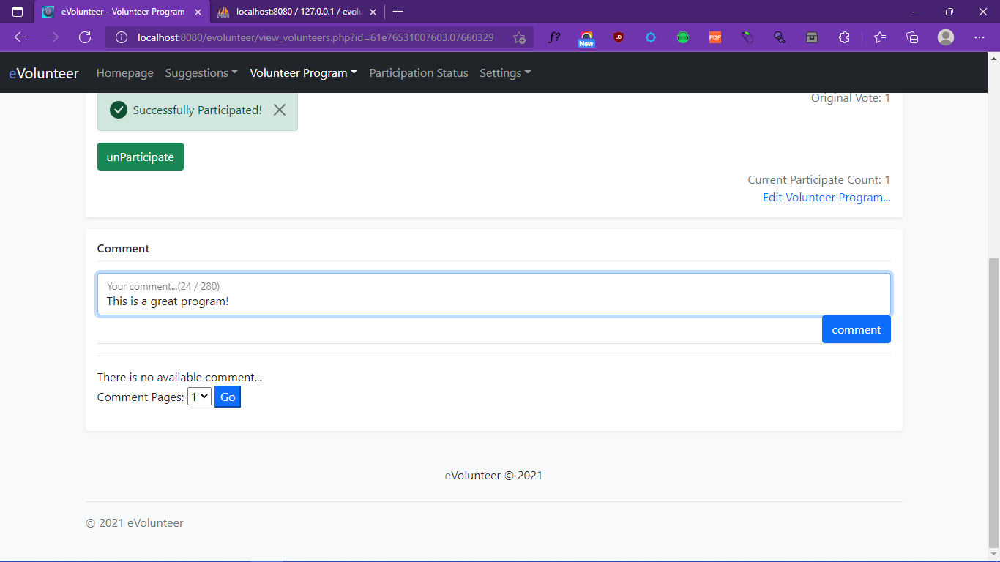 eVolunteer - Volunteer Program
localhost:8080 / 127.0.0.1 / evolu
localhost:8080/evolunteer/view_volunteers.php?id=61e76531007603.07660329
f?
New
UD
PDF
eVolunteer
Homepage
Suggestions
Volunteer Program
Participation Status
Settings
Original Vote: 1
Successfully Participated!
unParticipate
Current Participate Count: 1
Edit Volunteer Program...
Comment
Your comment...(24 / 280)
This is a great program!
comment
There is no available comment...
Comment Pages: 1 Go
eVolunteer © 2021
© 2021 eVolunteer